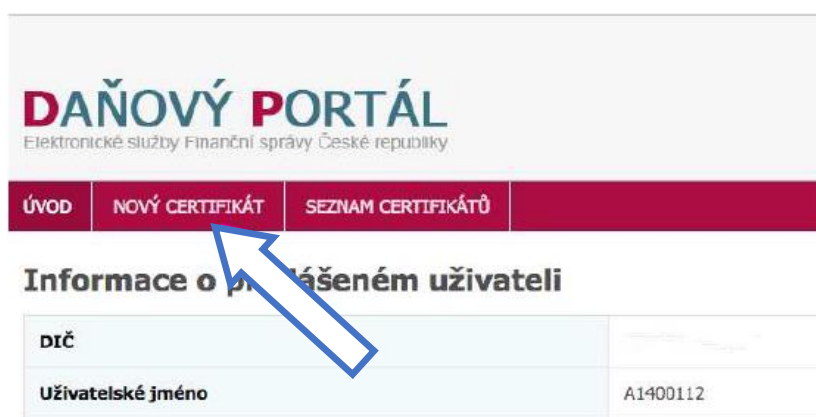 DAŇOVÝ PORTÁL
Elektronické služby Finanční správy České republiky
ÚVOD NOVÝ CERTIFIKÁT SEZNAM CERTIFIKÁTŮ
Informace o uživateli
DIČ
Uživatelské jméno A1400112